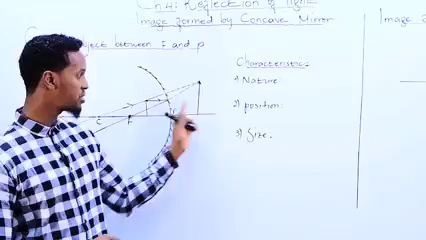 Ch 4: Reflection of light
Image formed by Concave Mirror
Image
Object between F and P
Characteristics
1) Nature:
2) position:
3) Size.
C
F